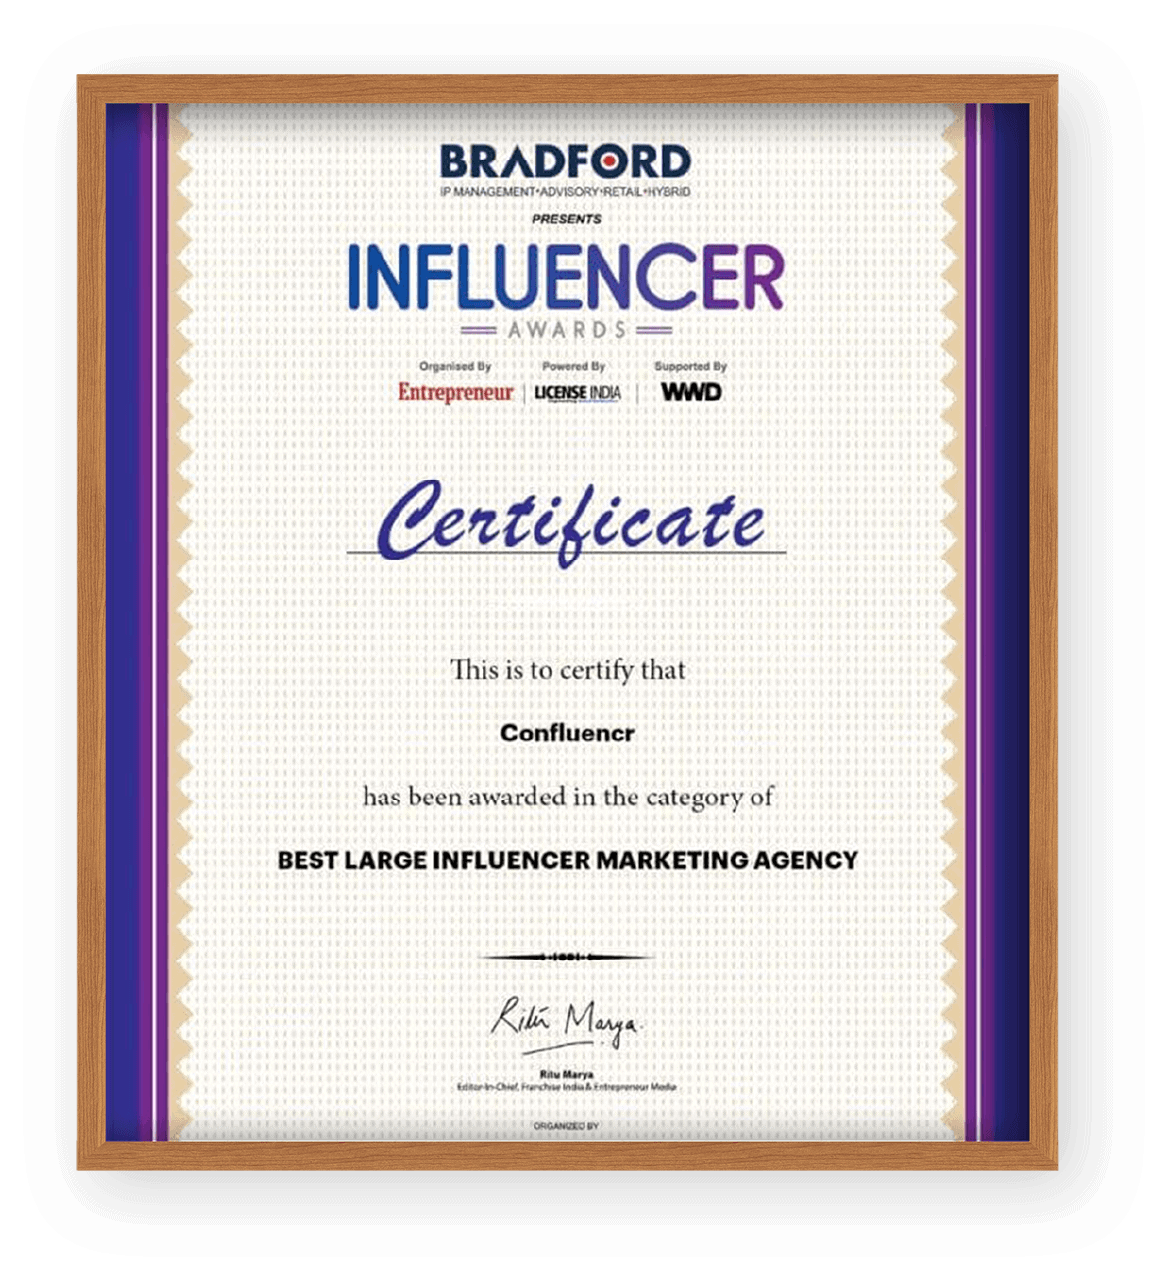 BRADFORD
IP MANAGEMENT•ADVISORY•RETAIL•HYBRID
PRESENTS
INFLUENCER
AWARDS
Organised By Powered By Supported By
Entrepreneur | LICENSE INDIA | WWD
Certificate
This is to certify that
Confluencr
has been awarded in the category of
BEST LARGE INFLUENCER MARKETING AGENCY
Ritu Marya
Ritu Marya
Editor-In-Chief, Franchise India & Entrepreneur Media
ORGANIZED BY